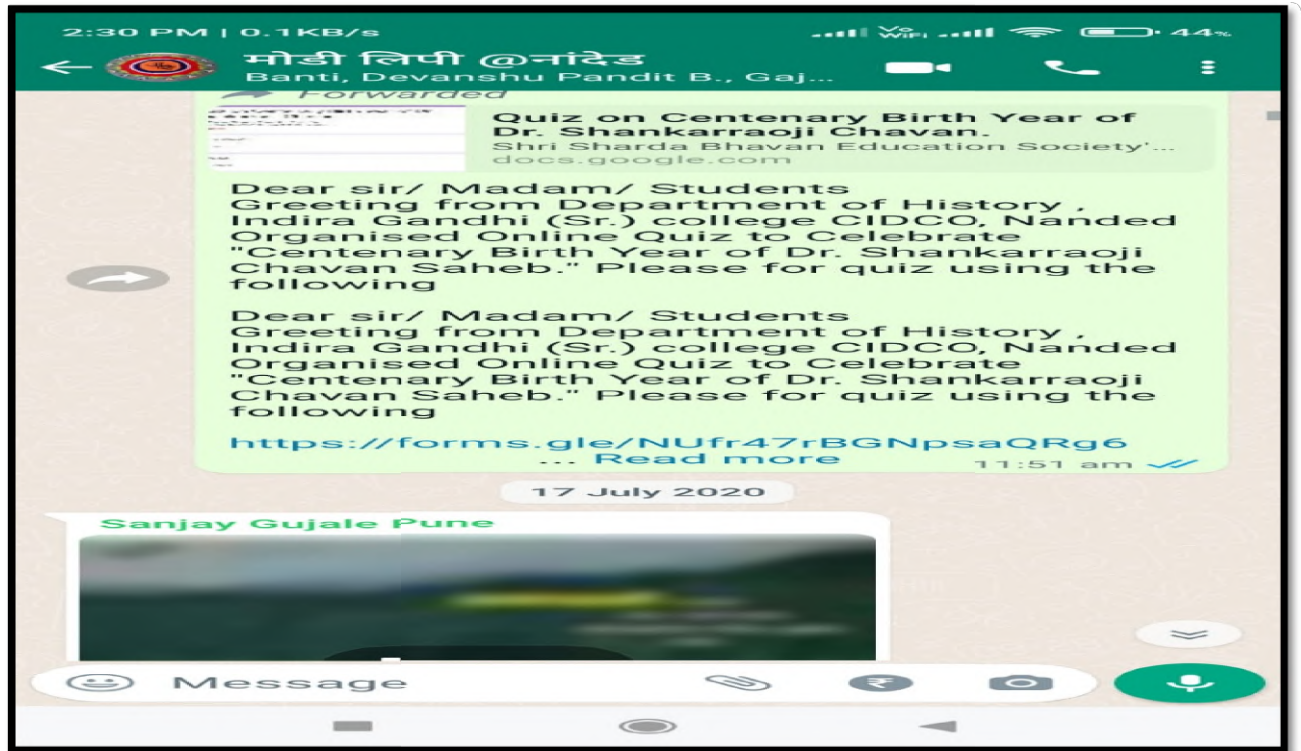 2:30 PM | 0.1KB/s
Vo WiFi 44%
मोडी लिपी @नांदेड
Banti, Devanshu Pandit B., Gaj...
Forwarded
Quiz on Centenary Birth Year of
Dr. Shankarraoji Chavan.
Shri Sharda Bhavan Education Society'...
docs.google.com
Dear sir/ Madam/ Students
Greeting from Department of History ,
Indira Gandhi (Sr.) college CIDCO, Nanded
Organised Online Quiz to Celebrate
"Centenary Birth Year of Dr. Shankarraoji
Chavan Saheb." Please for quiz using the
following
Dear sir/ Madam/ Students
Greeting from Department of History ,
Indira Gandhi (Sr.) college CIDCO, Nanded
Organised Online Quiz to Celebrate
"Centenary Birth Year of Dr. Shankarraoji
Chavan Saheb." Please for quiz using the
following
https://forms.gle/NUfr47rBGNpsaQRg6
... Read more
11:51 am
17 July 2020
Sanjay Gujale Pune
Message